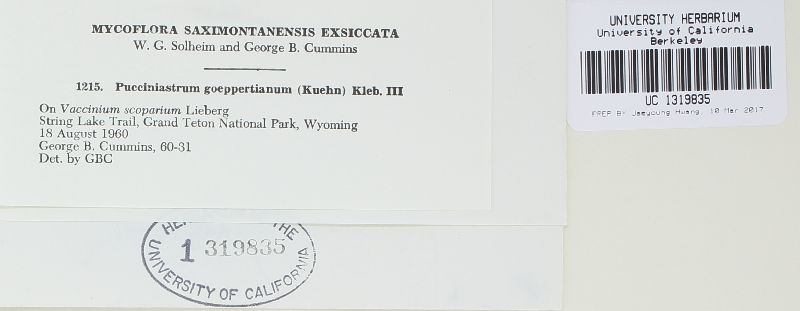 MYCOFLORA SAXIMONTANENSIS EXSICCATA
W. G. Solheim and George B. Cummins
1215. Pucciniastrum goeppertianum (Kuehn) Kleb. III
On Vaccinium scoparium Lieberg
String Lake Trail, Grand Teton National Park, Wyoming
18 August 1960
George B. Cummins, 60-31
Det. by GBC
UNIVERSITY HERBARIUM
University of California
Berkeley
UC 1319835
PREP BY Jaeyoung Huang, 10 Mar 2017
THE
1 319835
UNIVERSITY OF CALIFORNIA